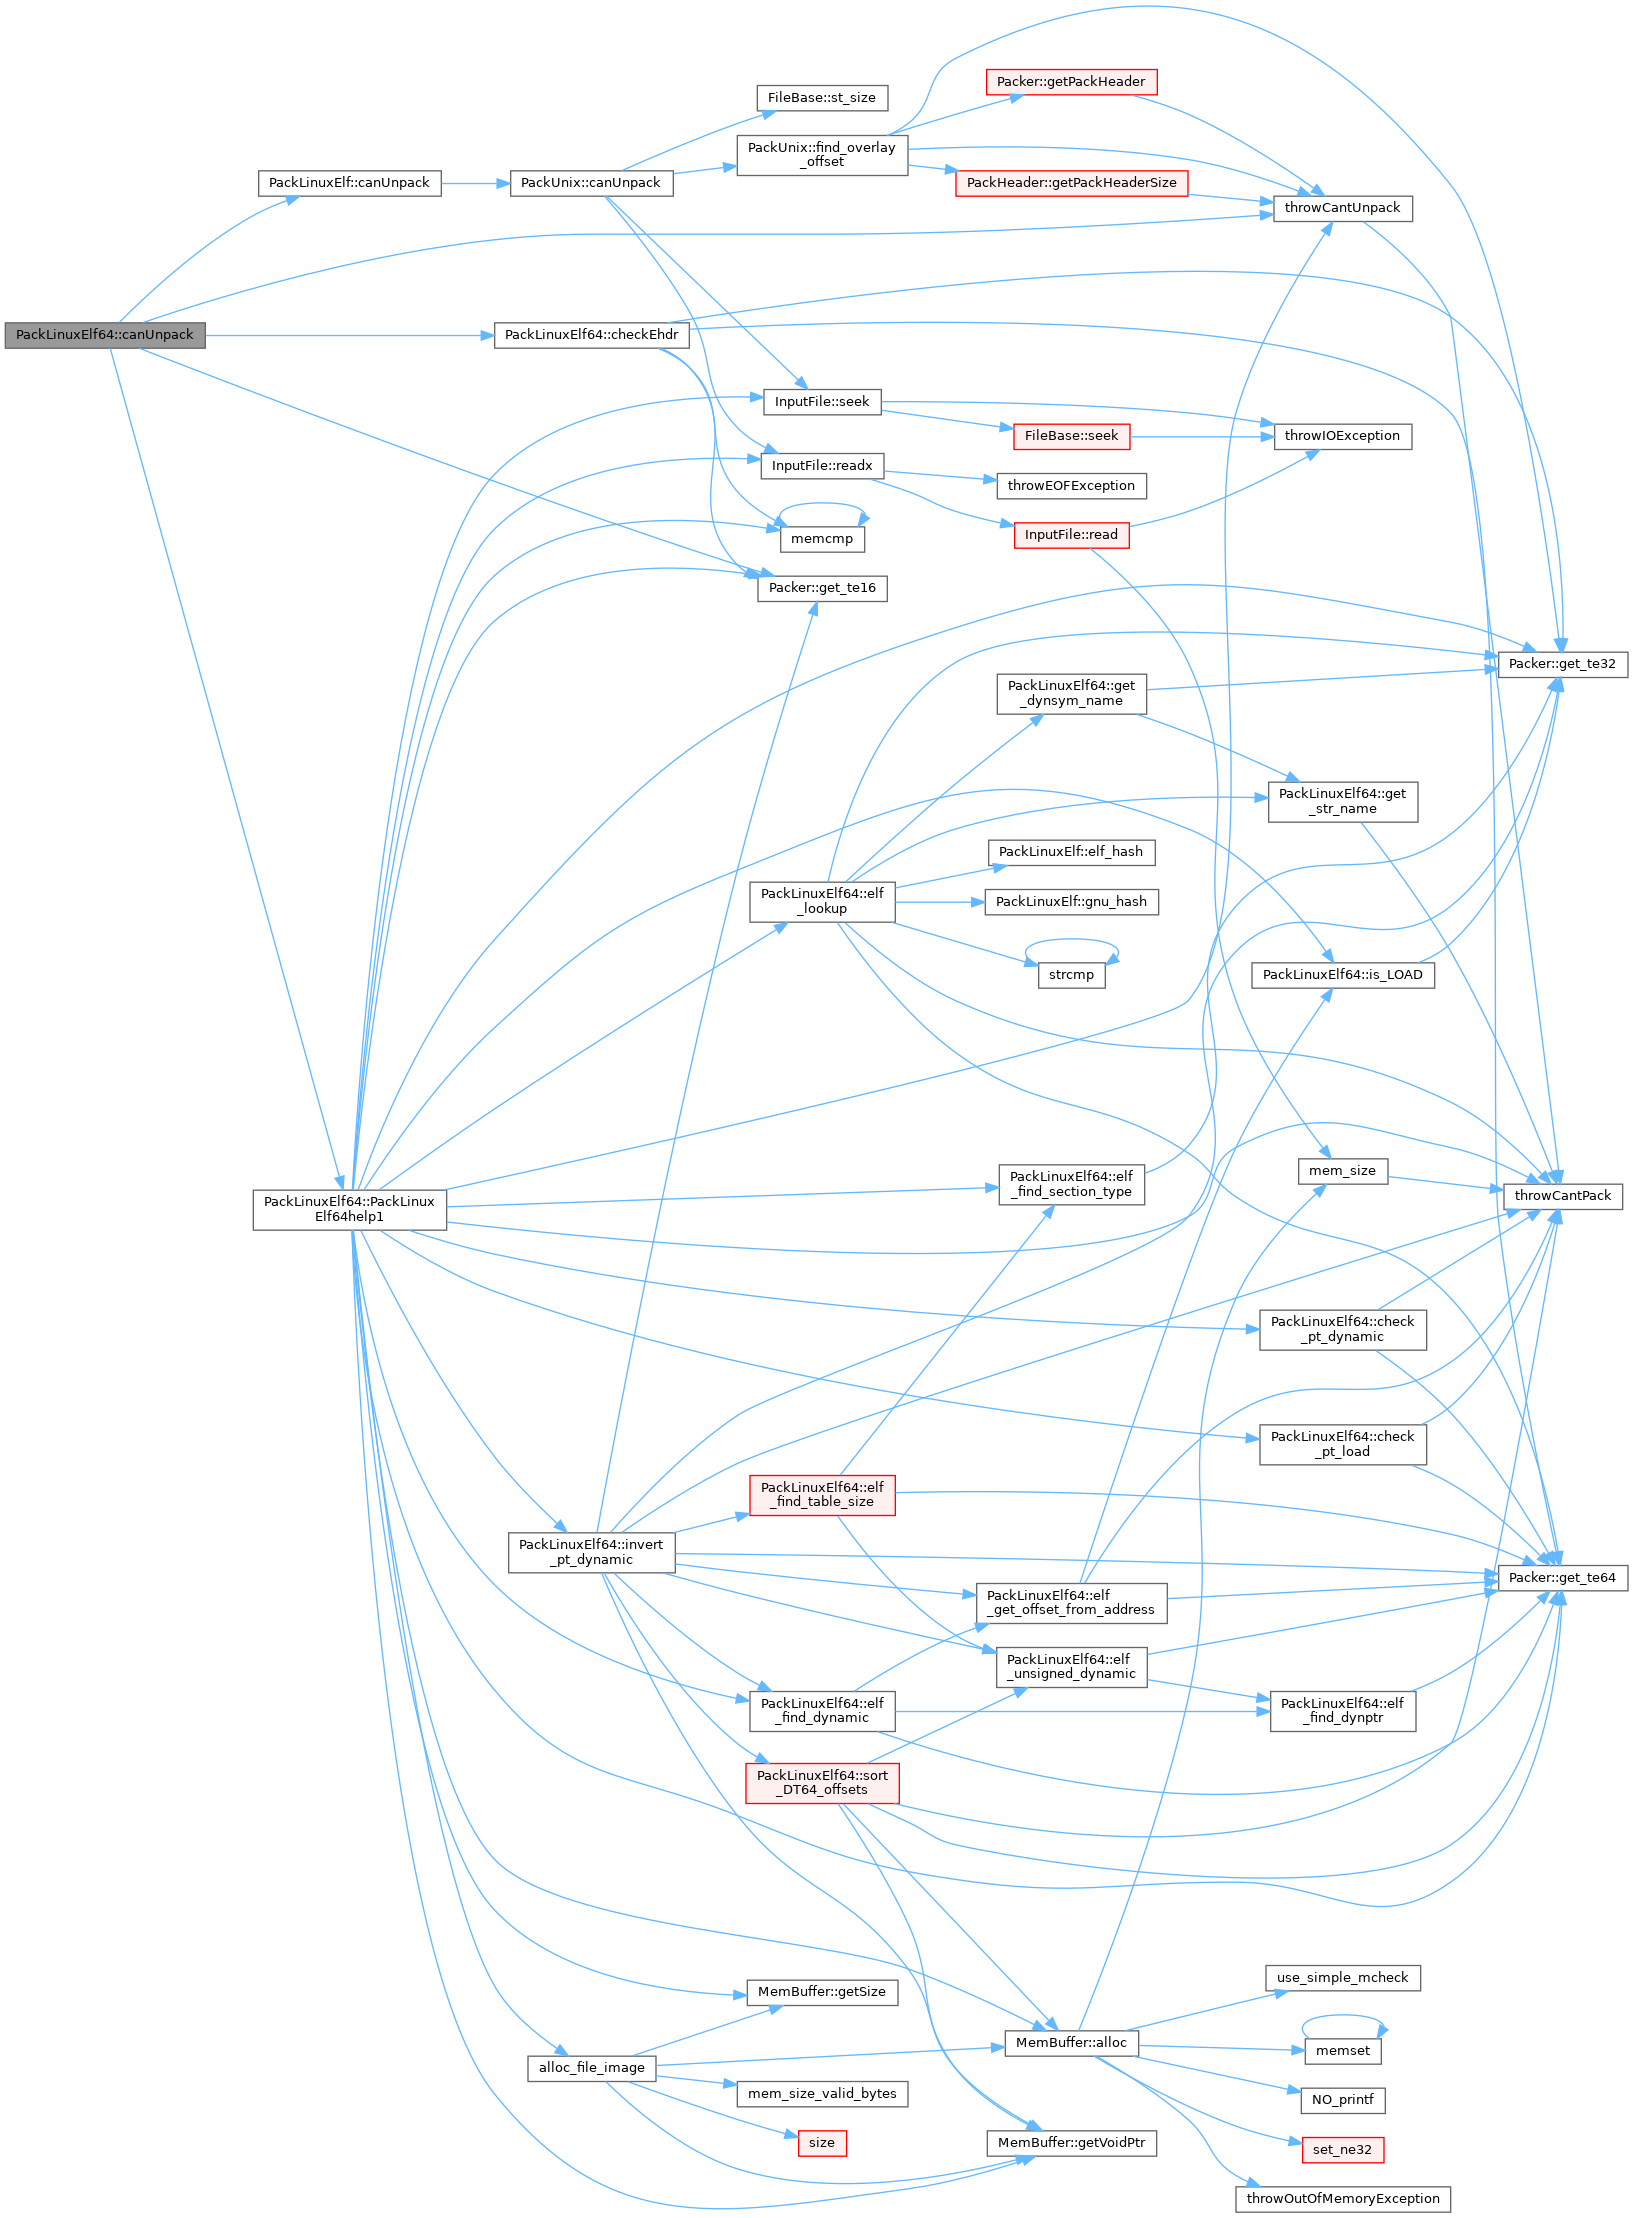 Packer::getPackHeader
FileBase::st_size
PackUnix::find_overlay
_offset
PackLinuxElf::canUnpack
PackUnix::canUnpack
PackHeader::getPackHeaderSize
throwCantUnpack
PackLinuxElf64::canUnpack
PackLinuxElf64::checkEhdr
InputFile::seek
FileBase::seek
throwIOException
InputFile::readx
throwEOFException
InputFile::read
memcmp
Packer::get_te16
Packer::get_te32
PackLinuxElf64::get
_dynsym_name
PackLinuxElf64::get
_str_name
PackLinuxElf::elf_hash
PackLinuxElf64::elf
_lookup
PackLinuxElf::gnu_hash
strcmp
PackLinuxElf64::is_LOAD
mem_size
PackLinuxElf64::elf
_find_section_type
throwCantPack
PackLinuxElf64::PackLinux
Elf64help1
PackLinuxElf64::check
_pt_dynamic
PackLinuxElf64::check
_pt_load
PackLinuxElf64::elf
_find_table_size
PackLinuxElf64::invert
_pt_dynamic
Packer::get_te64
PackLinuxElf64::elf
_get_offset_from_address
PackLinuxElf64::elf
_unsigned_dynamic
PackLinuxElf64::elf
_find_dynamic
PackLinuxElf64::elf
_find_dynptr
PackLinuxElf64::sort
_DT64_offsets
use_simple_mcheck
MemBuffer::getSize
MemBuffer::alloc
memset
alloc_file_image
mem_size_valid_bytes
NO_printf
size
MemBuffer::getVoidPtr
set_ne32
throwOutOfMemoryException